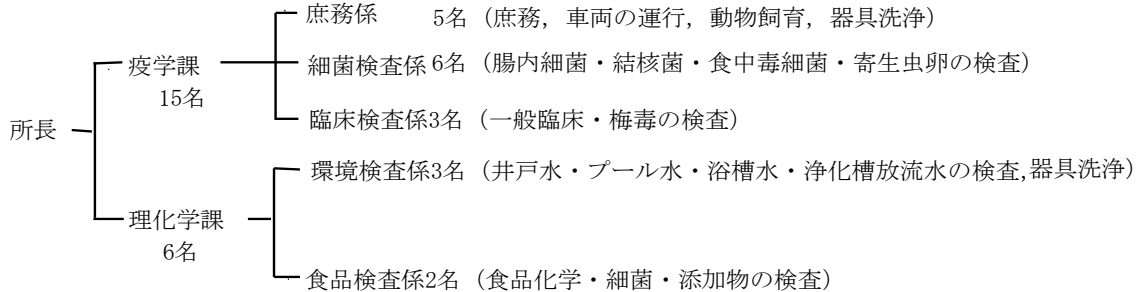 庶務係 5名（庶務，車両の運行，動物飼育，器具洗浄）
疫学課 細菌検査係6名（腸内細菌・結核菌・食中毒細菌・寄生虫卵の検査）
15名
臨床検査係3名（一般臨床・梅毒の検査）
所長
環境検査係3名（井戸水・プール水・浴槽水・浄化槽放流水の検査,器具洗浄）
理化学課
6名
食品検査係2名（食品化学・細菌・添加物の検査）